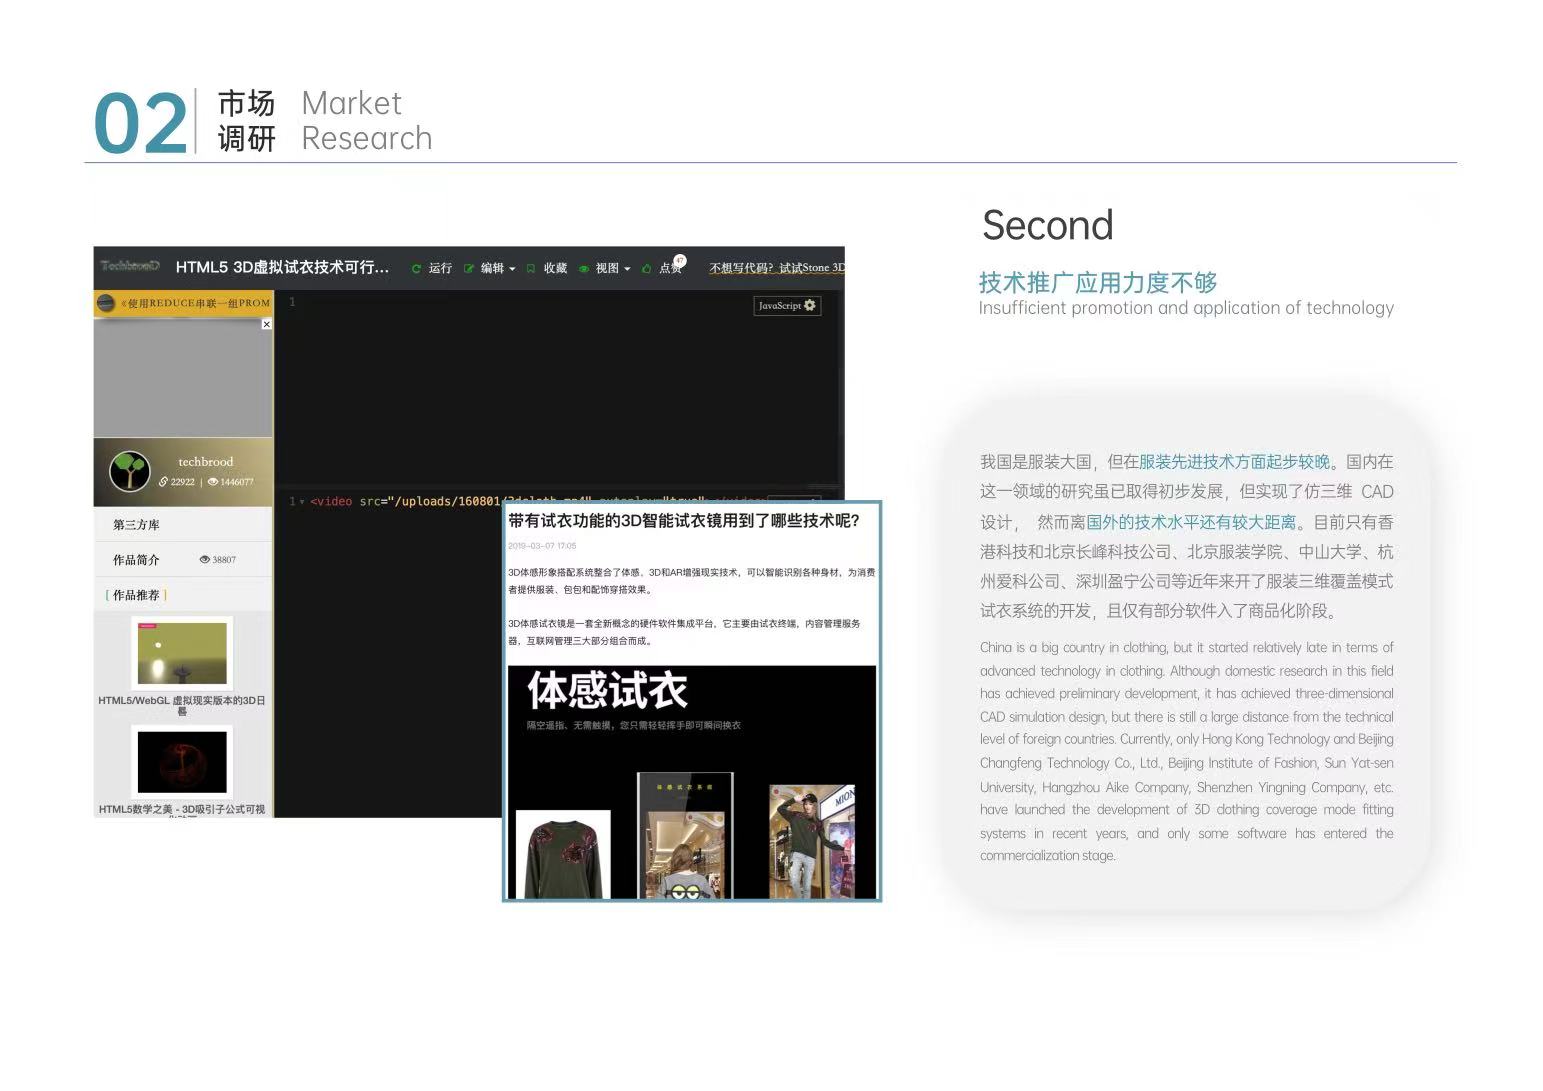 02
市场
调研
Market
Research
TechbrooD
HTML5 3D虚拟试衣技术可行...
运行
编辑
收藏
视图
点赞
47
不想写代码？试试Stone 3D
《使用REDUCE串联一组PROM
1
JavaScript
techbrood
22922 | 1446077
第三方库
作品简介
38807
[ 作品推荐 ]
HTML5/WebGL 虚拟现实版本的3D日
晷
HTML5数学之美 - 3D吸引子公式可视
1
<video src="/uploads/160801/
带有试衣功能的3D智能试衣镜用到了哪些技术呢？
2019-03-07 17:05
3D体感形象搭配系统整合了体感、3D和AR增强现实技术，可以智能识别各种身材，为消费
者提供服装、包包和配饰穿搭效果。
3D体感试衣镜是一套全新概念的硬件软件集成平台，它主要由试衣终端，内容管理服务
器，互联网管理三大部分组合而成。
体感试衣
隔空遥指、无需触摸，您只需轻轻挥手即可瞬间换衣
体感试衣系统
MION
Second
技术推广应用力度不够
Insufficient promotion and application of technology
我国是服装大国，但在服装先进技术方面起步较晚。国内在
这一领域的研究虽已取得初步发展，但实现了仿三维 CAD
设计， 然而离国外的技术水平还有较大距离。目前只有香
港科技和北京长峰科技公司、北京服装学院、中山大学、杭
州爱科公司、深圳盈宁公司等近年来开了服装三维覆盖模式
试衣系统的开发，且仅有部分软件入了商品化阶段。
China is a big country in clothing, but it started relatively late in terms of
advanced technology in clothing. Although domestic research in this field
has achieved preliminary development, it has achieved three-dimensional
CAD simulation design, but there is still a large distance from the technical
level of foreign countries. Currently, only Hong Kong Technology and Beijing
Changfeng Technology Co., Ltd., Beijing Institute of Fashion, Sun Yat-sen
University, Hangzhou Aike Company, Shenzhen Yingning Company, etc.
have launched the development of 3D clothing coverage mode fitting
systems in recent years, and only some software has entered the
commercialization stage.